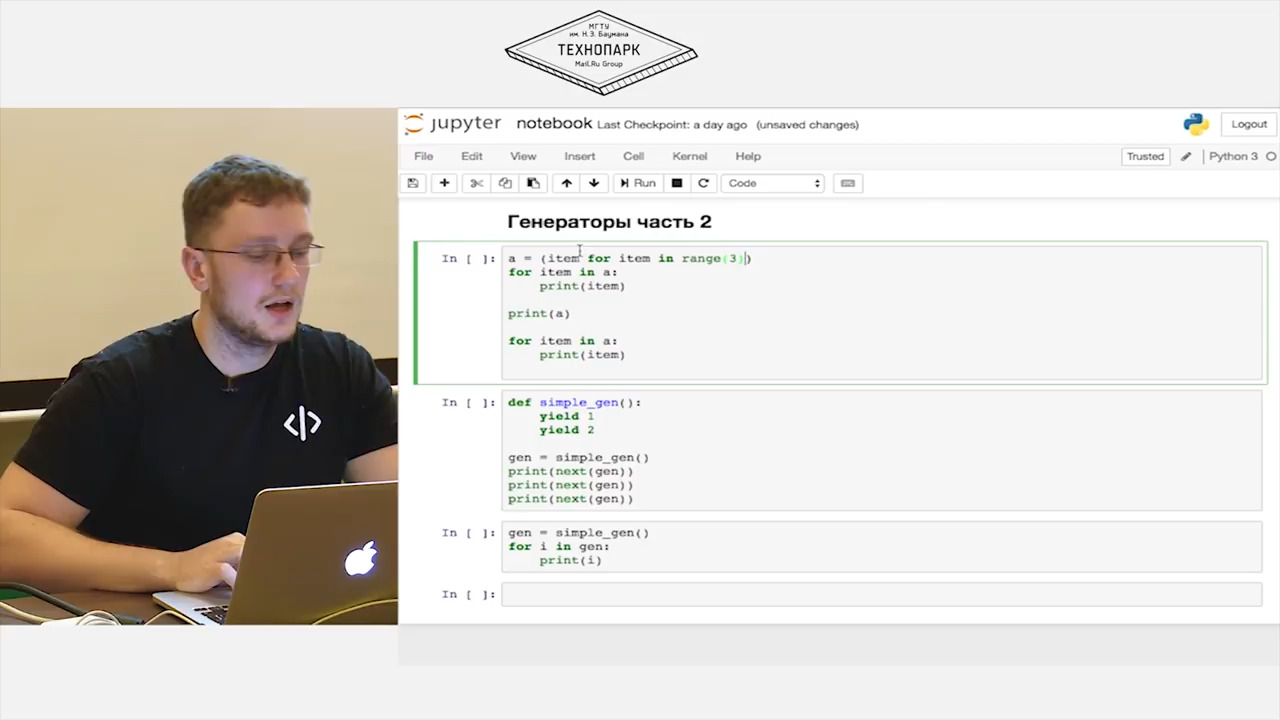 МГТУ
им. Н.Э. Баумана
ТЕХНОПАРК
Mail.Ru Group
jupyter notebook Last Checkpoint: a day ago (unsaved changes)
Logout
File Edit View Insert Cell Kernel Help
Trusted Python 3
Run Code
Генераторы часть 2
In [ ]: a = (item for item in range(3))
for item in a:
    print(item)
print(a)
for item in a:
    print(item)
In [ ]: def simple_gen():
    yield 1
    yield 2
gen = simple_gen()
print(next(gen))
print(next(gen))
print(next(gen))
In [ ]: gen = simple_gen()
for i in gen:
    print(i)
In [ ]: